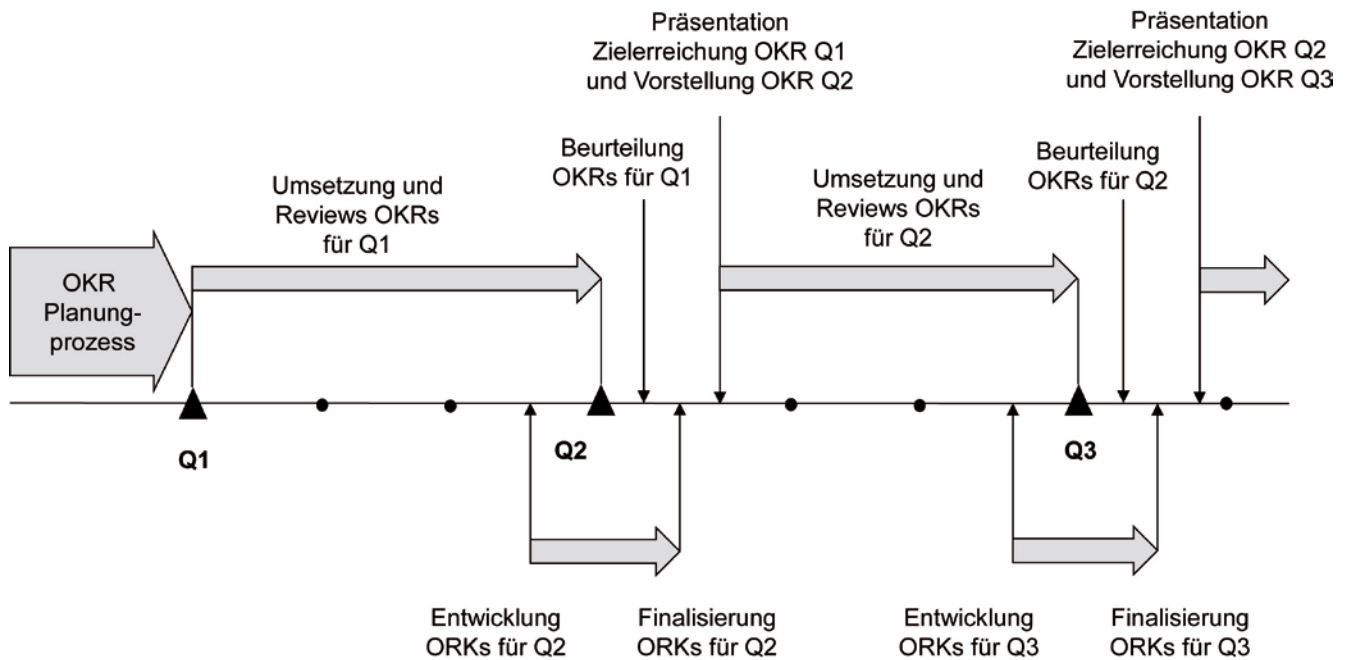 Präsentation
Zielerreichung OKR Q1
und Vorstellung OKR Q2
Präsentation
Zielerreichung OKR Q2
und Vorstellung OKR Q3
Beurteilung
OKRs für Q1
Beurteilung
OKRs für Q2
Umsetzung und
Reviews OKRs
für Q1
Umsetzung und
Reviews OKRs
für Q2
OKR
Planung-
prozess
Q1
Q2
Q3
Entwicklung
ORKs für Q2
Finalisierung
ORKs für Q2
Entwicklung
ORKs für Q3
Finalisierung
ORKs für Q3